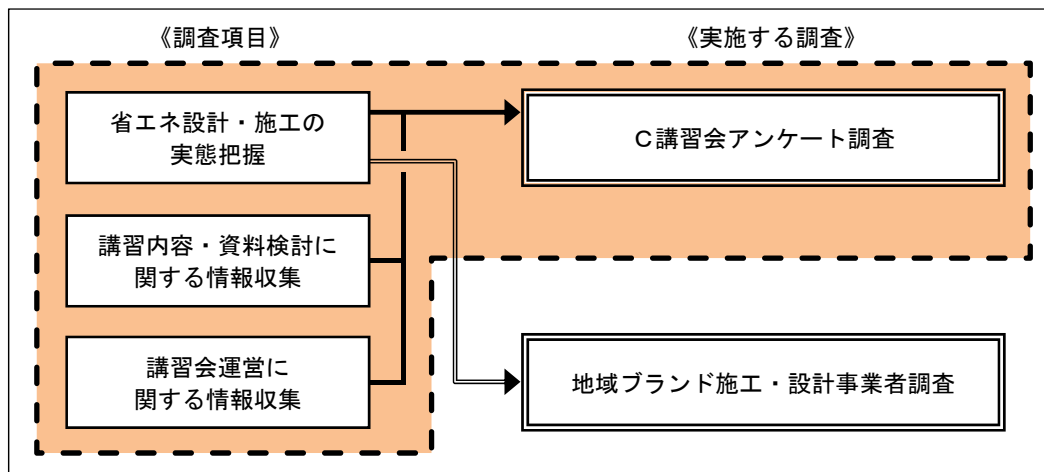 《調査項目》
《実施する調査》
省エネ設計・施工の
実態把握
C講習会アンケート調査
講習内容・資料検討に
関する情報収集
講習会運営に
関する情報収集
地域ブランド施工・設計事業者調査